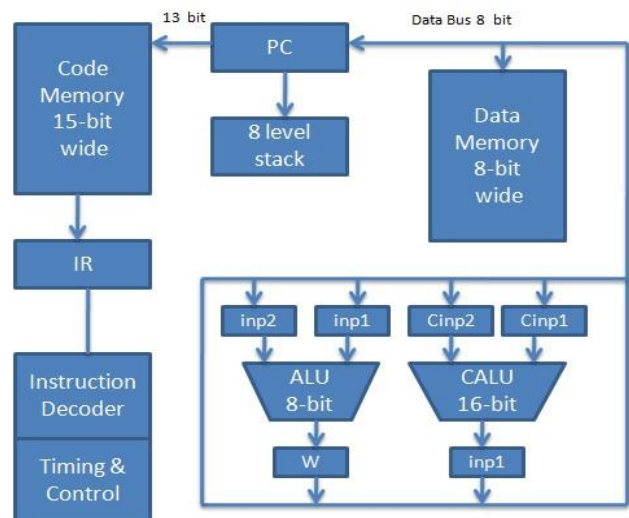 13 bit
Data Bus 8 bit
Code
Memory
15-bit
wide
PC
8 level
stack
Data
Memory
8-bit
wide
IR
inp2
inp1
Cinp2
Cinp1
Instruction
Decoder
ALU
8-bit
CALU
16-bit
Timing &
Control
W
inp1